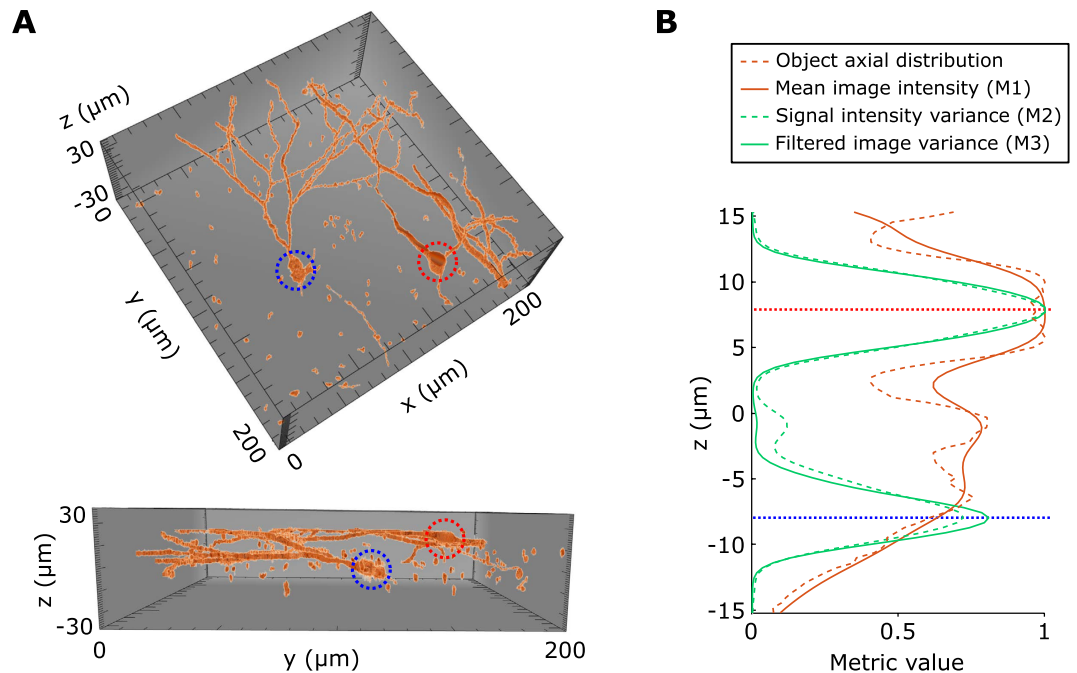 A
z (μm)
30
-30
0
y (μm)
200
0
x (μm)
200
30
z (μm)
-30
0
y (μm)
200
B
Object axial distribution
Mean image intensity (M1)
Signal intensity variance (M2)
Filtered image variance (M3)
15
10
5
z (μm)
0
-5
-10
-15
0
0.5
1
Metric value